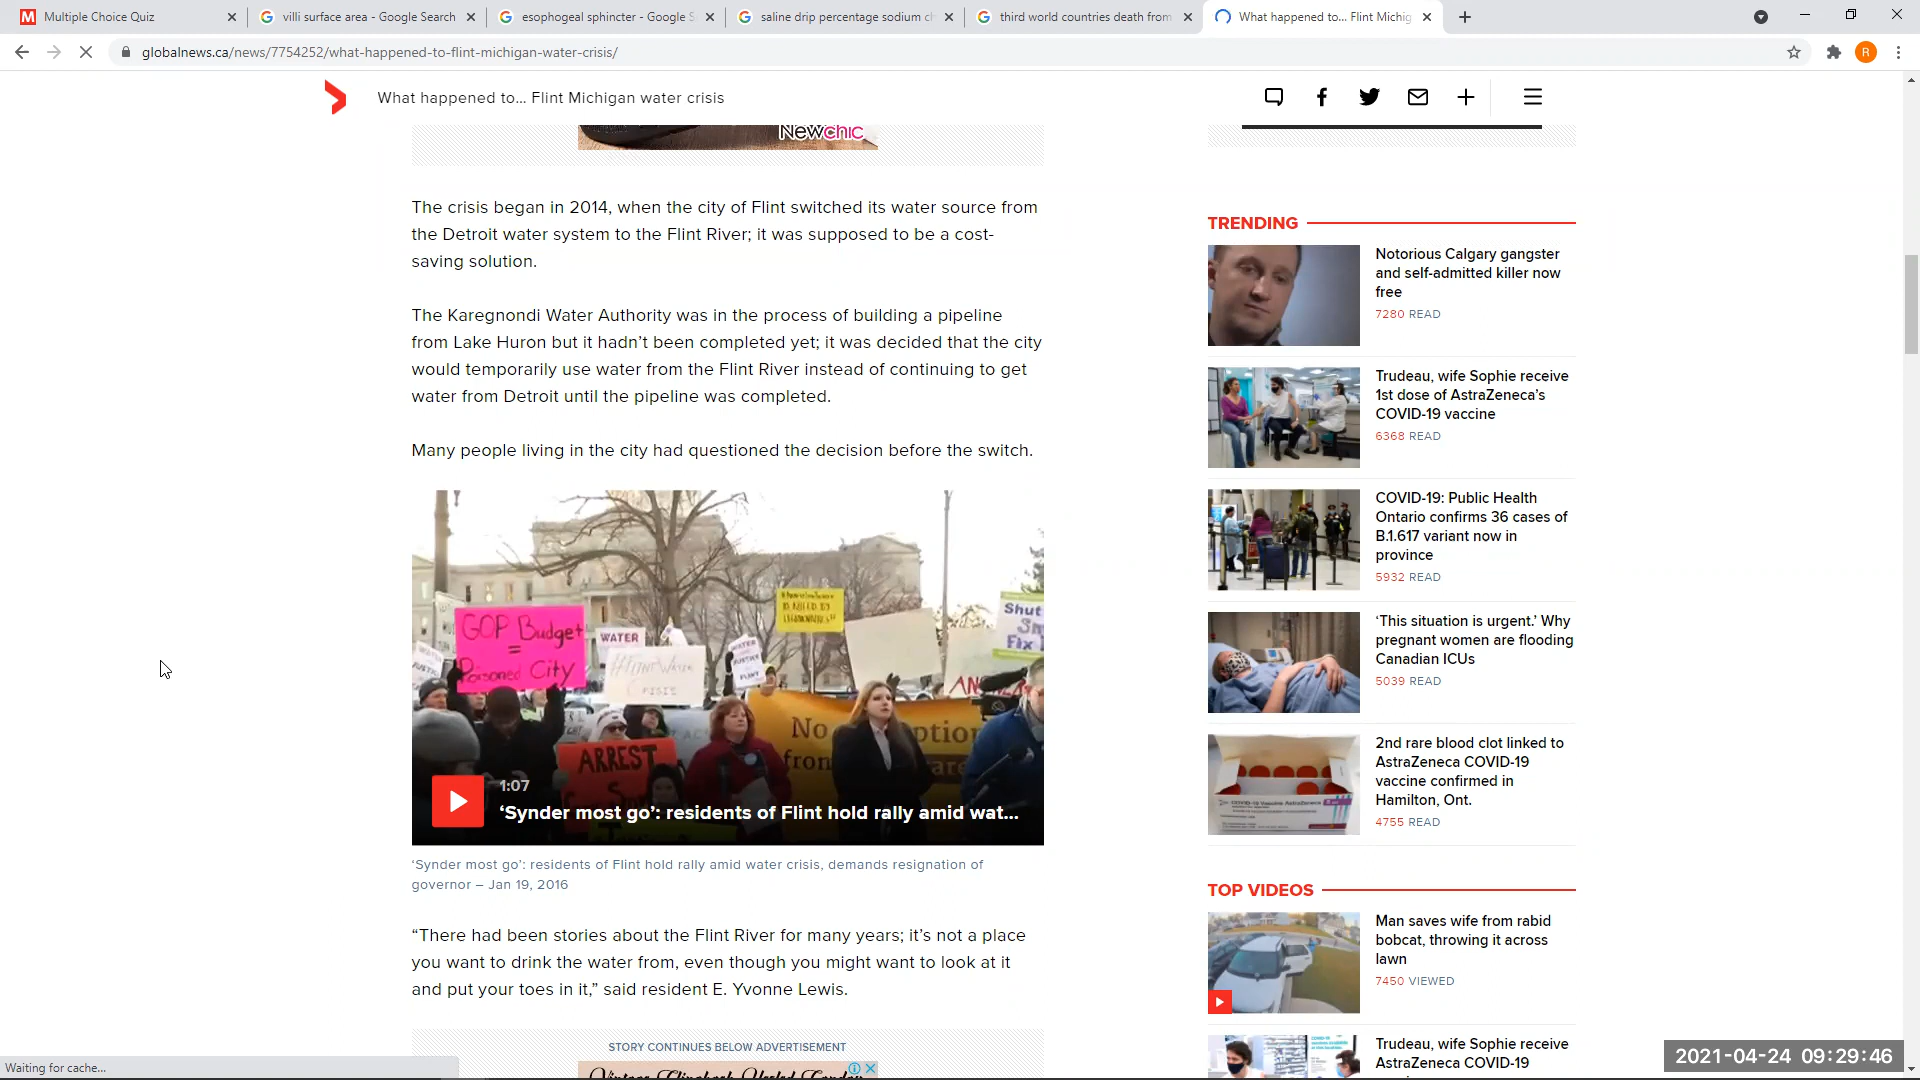 Multiple Choice Quiz
villi surface area - Google Search
esophogeal sphincter - Google S
saline drip percentage sodium c
third world countries death from
What happened to... Flint Michig
globalnews.ca/news/7754252/what-happened-to-flint-michigan-water-crisis/
R
What happened to... Flint Michigan water crisis
Newchic
The crisis began in 2014, when the city of Flint switched its water source from
the Detroit water system to the Flint River; it was supposed to be a cost-
saving solution.
The Karegnondi Water Authority was in the process of building a pipeline
from Lake Huron but it hadn’t been completed yet; it was decided that the city
would temporarily use water from the Flint River instead of continuing to get
water from Detroit until the pipeline was completed.
Many people living in the city had questioned the decision before the switch.
GOP Budget
=
Poisoned City
WATER
#FLINTWATER
CRISIS
Shut
Fix
No
from
ARREST
1:07
‘Synder most go’: residents of Flint hold rally amid wat...
‘Synder most go’: residents of Flint hold rally amid water crisis, demands resignation of
governor – Jan 19, 2016
“There had been stories about the Flint River for many years; it’s not a place
you want to drink the water from, even though you might want to look at it
and put your toes in it,” said resident E. Yvonne Lewis.
STORY CONTINUES BELOW ADVERTISEMENT
TRENDING
Notorious Calgary gangster
and self-admitted killer now
free
7280 READ
Trudeau, wife Sophie receive
1st dose of AstraZeneca’s
COVID-19 vaccine
6368 READ
COVID-19: Public Health
Ontario confirms 36 cases of
B.1.617 variant now in
province
5932 READ
‘This situation is urgent.’ Why
pregnant women are flooding
Canadian ICUs
5039 READ
2nd rare blood clot linked to
AstraZeneca COVID-19
vaccine confirmed in
Hamilton, Ont.
4755 READ
TOP VIDEOS
Man saves wife from rabid
bobcat, throwing it across
lawn
7450 VIEWED
Trudeau, wife Sophie receive
AstraZeneca COVID-19
Waiting for cache...
2021-04-24 09:29:46